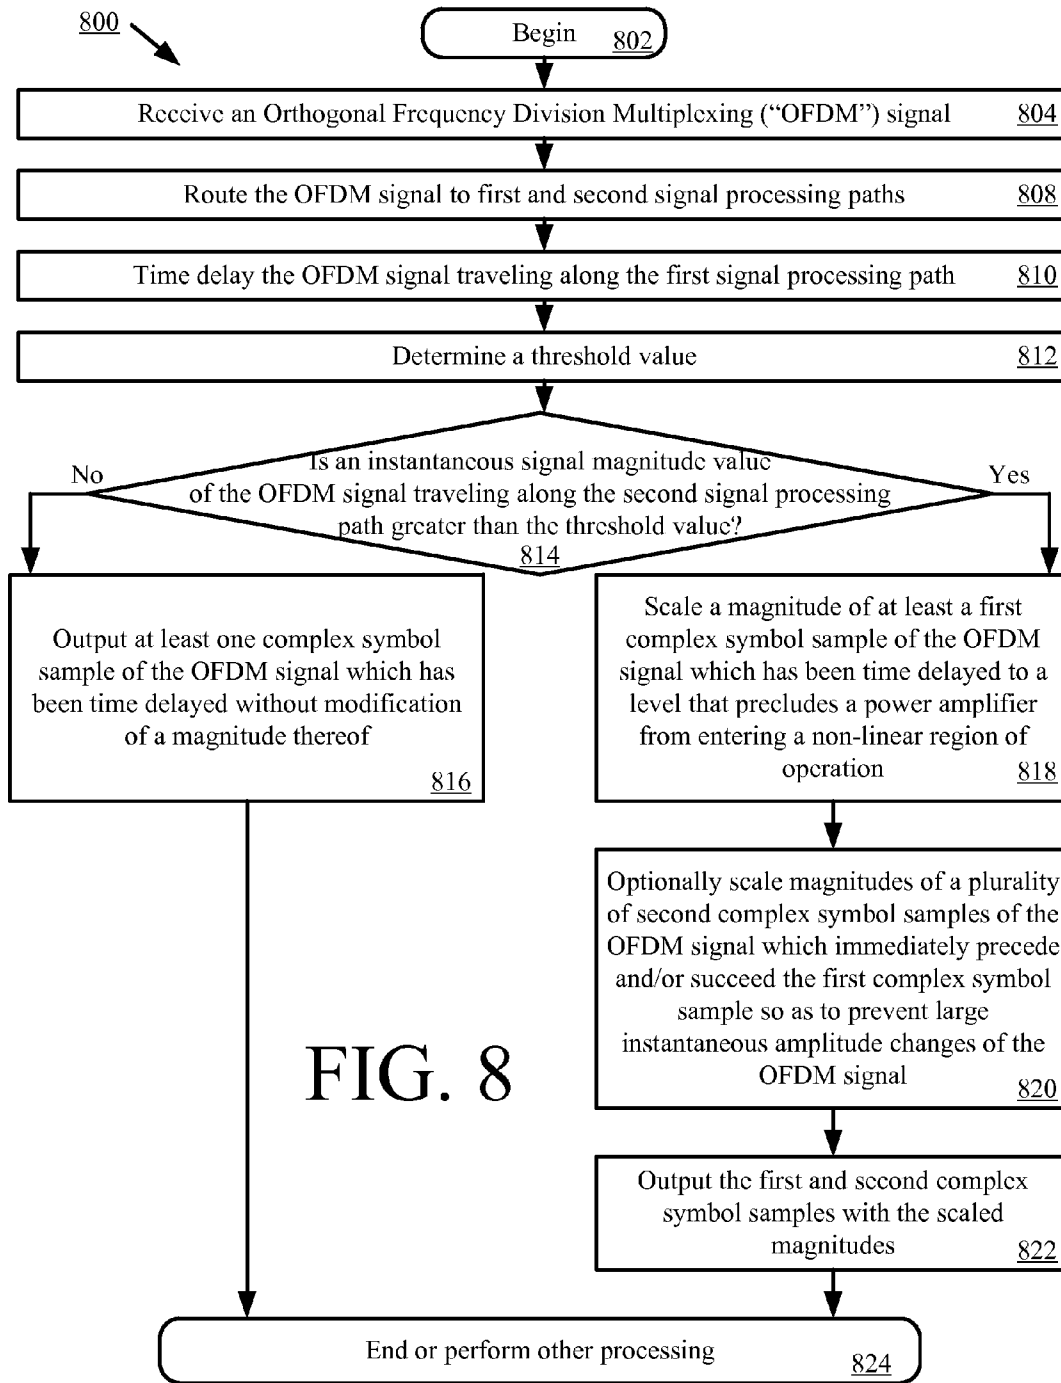 800
Begin
802
Receive an Orthogonal Frequency Division Multiplexing (“OFDM”) signal
804
Route the OFDM signal to first and second signal processing paths
808
Time delay the OFDM signal traveling along the first signal processing path
810
Determine a threshold value
812
No
Is an instantaneous signal magnitude value
of the OFDM signal traveling along the second signal processing
path greater than the threshold value?
814
Yes
Output at least one complex symbol
sample of the OFDM signal which has
been time delayed without modification
of a magnitude thereof
816
Scale a magnitude of at least a first
complex symbol sample of the OFDM
signal which has been time delayed to a
level that precludes a power amplifier
from entering a non-linear region of
operation
818
Optionally scale magnitudes of a plurality
of second complex symbol samples of the
OFDM signal which immediately precede
and/or succeed the first complex symbol
sample so as to prevent large
instantaneous amplitude changes of the
OFDM signal
820
FIG. 8
Output the first and second complex
symbol samples with the scaled
magnitudes
822
End or perform other processing
824